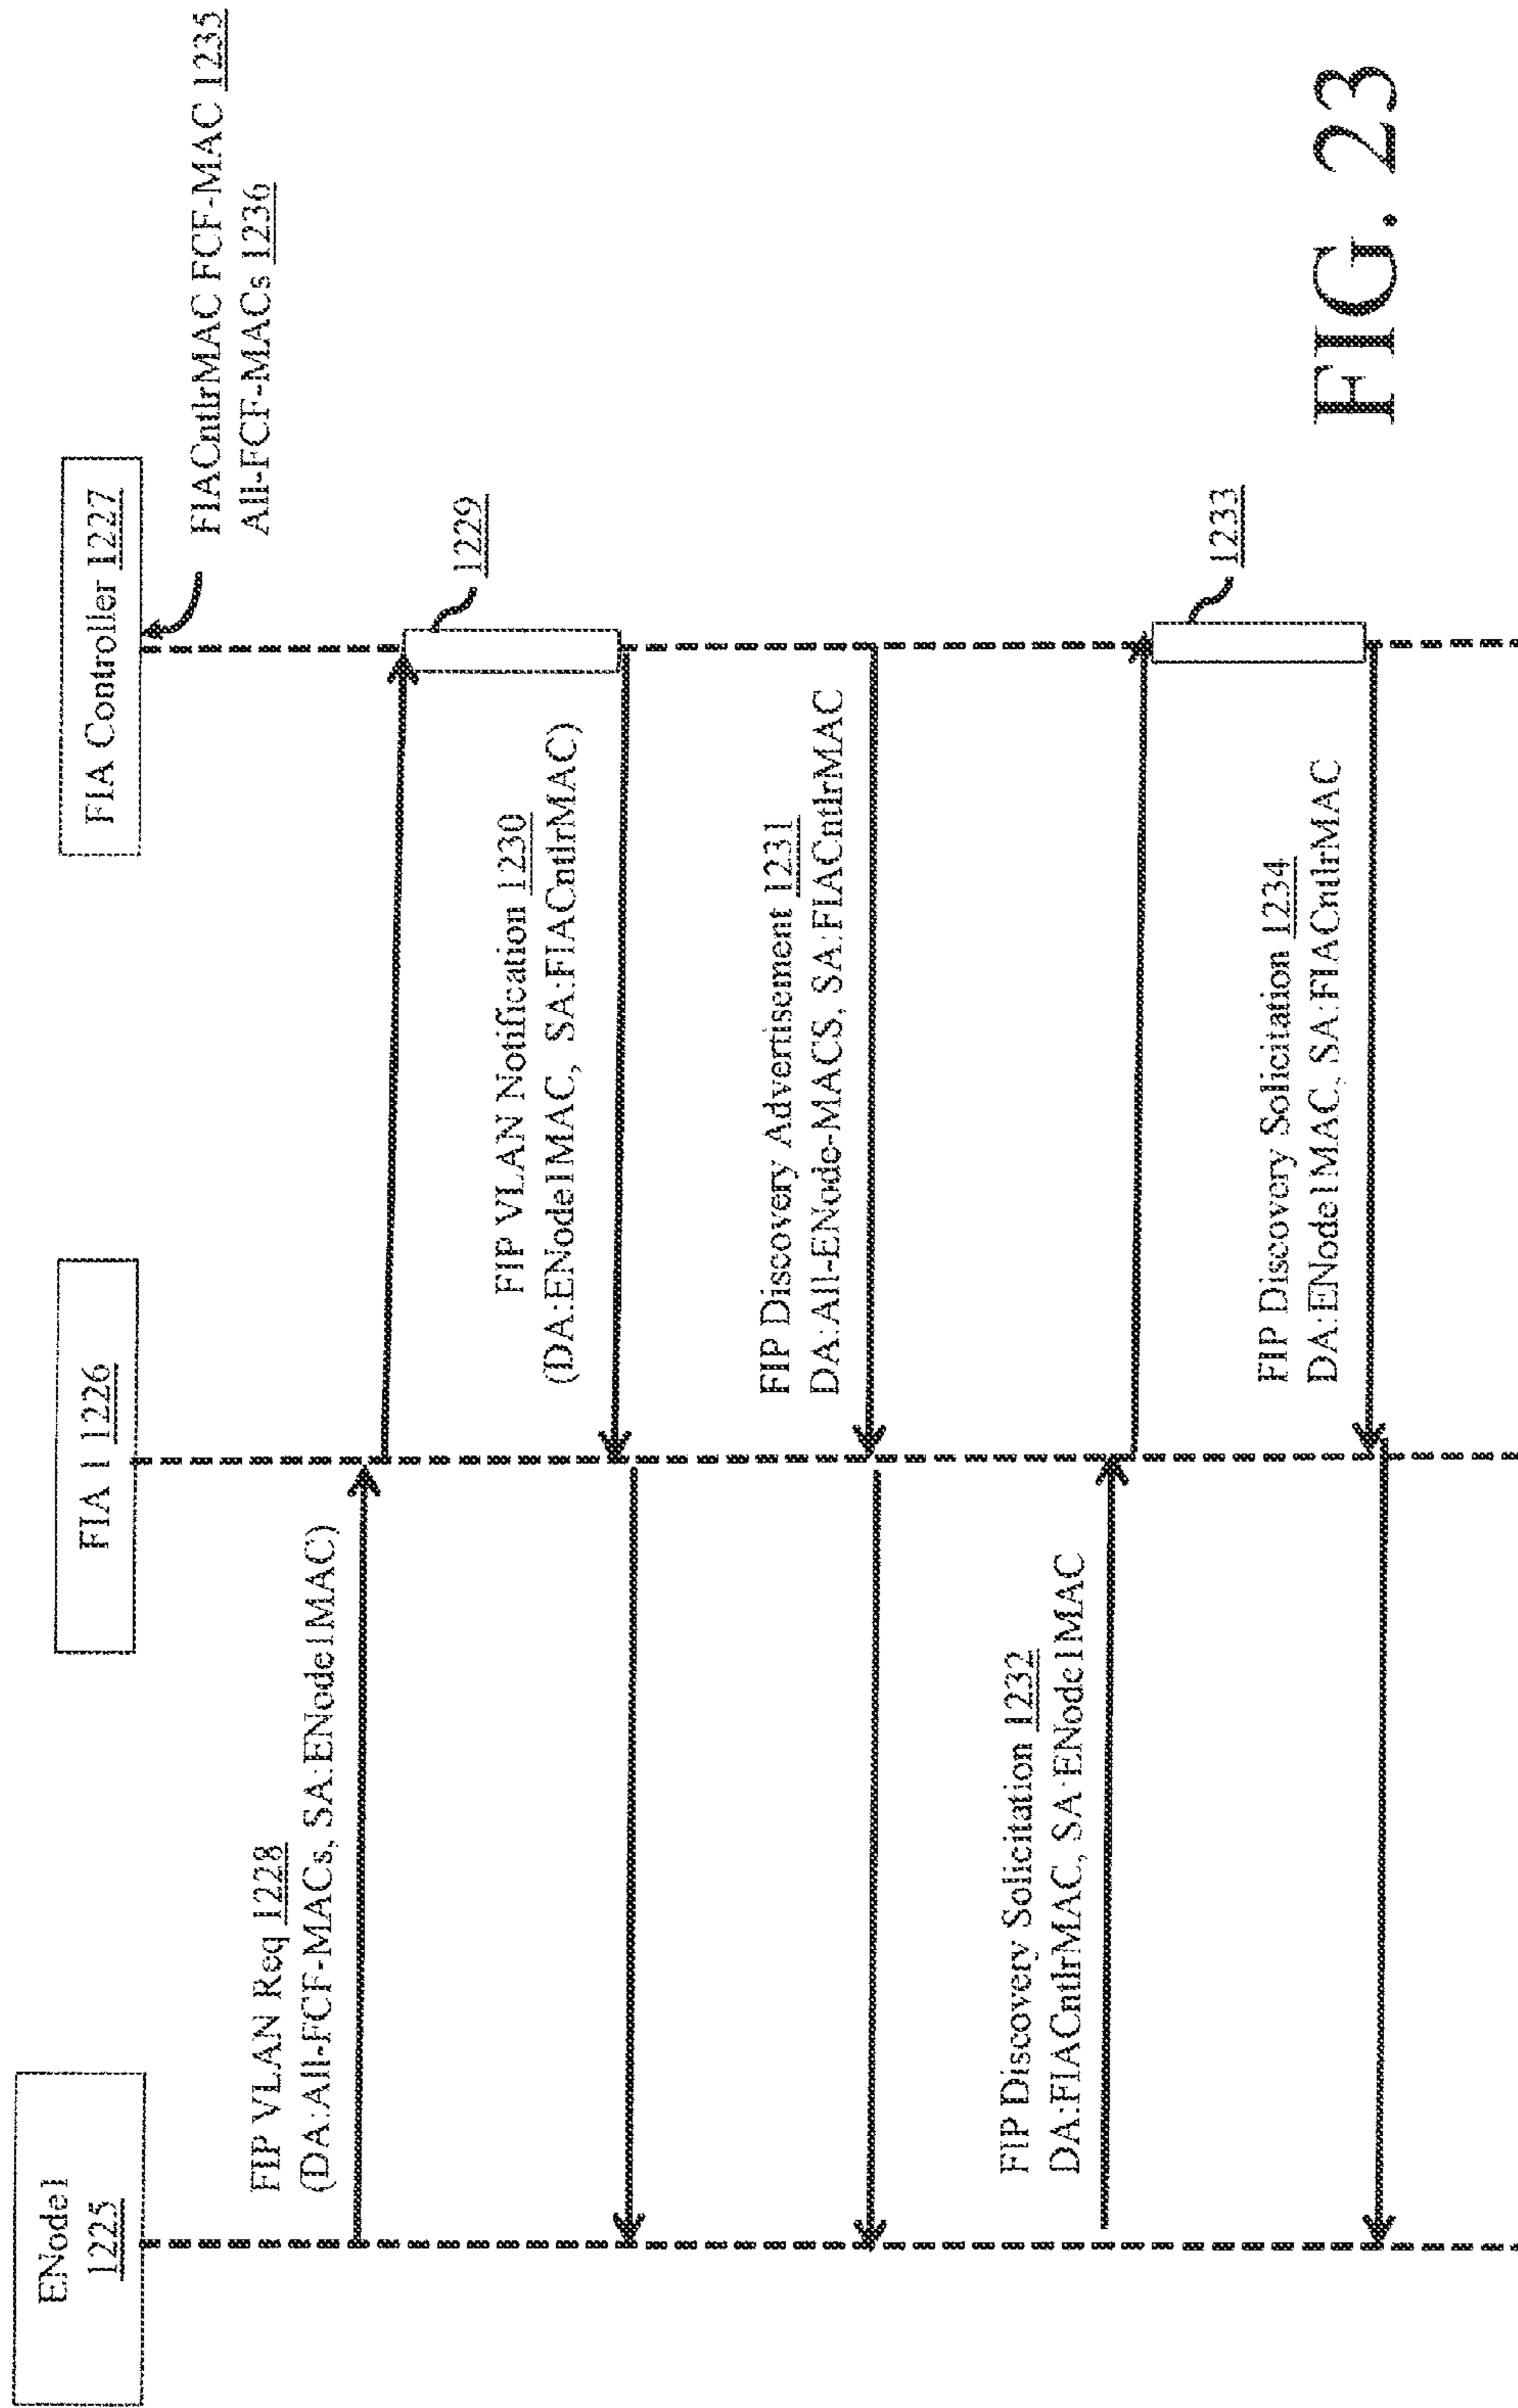 ENode1
1225
FIA 1 1226
FIA Controller 1227
FIACntlrMAC FCF-MAC 1235
All-FCF-MACs 1236
FIP VLAN Req 1228
(DA:All-FCF-MACs, SA:ENode1MAC)
1229
FIP VLAN Notification 1230
(DA:ENode1MAC, SA:FIACntlrMAC)
FIP Discovery Advertisement 1231
DA:All-ENode-MACS, SA:FIACntlrMAC
FIP Discovery Solicitation 1232
DA:FIACntlrMAC, SA:ENode1MAC
1233
FIP Discovery Solicitation 1234
DA:ENode1MAC, SA:FIACntlrMAC
FIG. 23